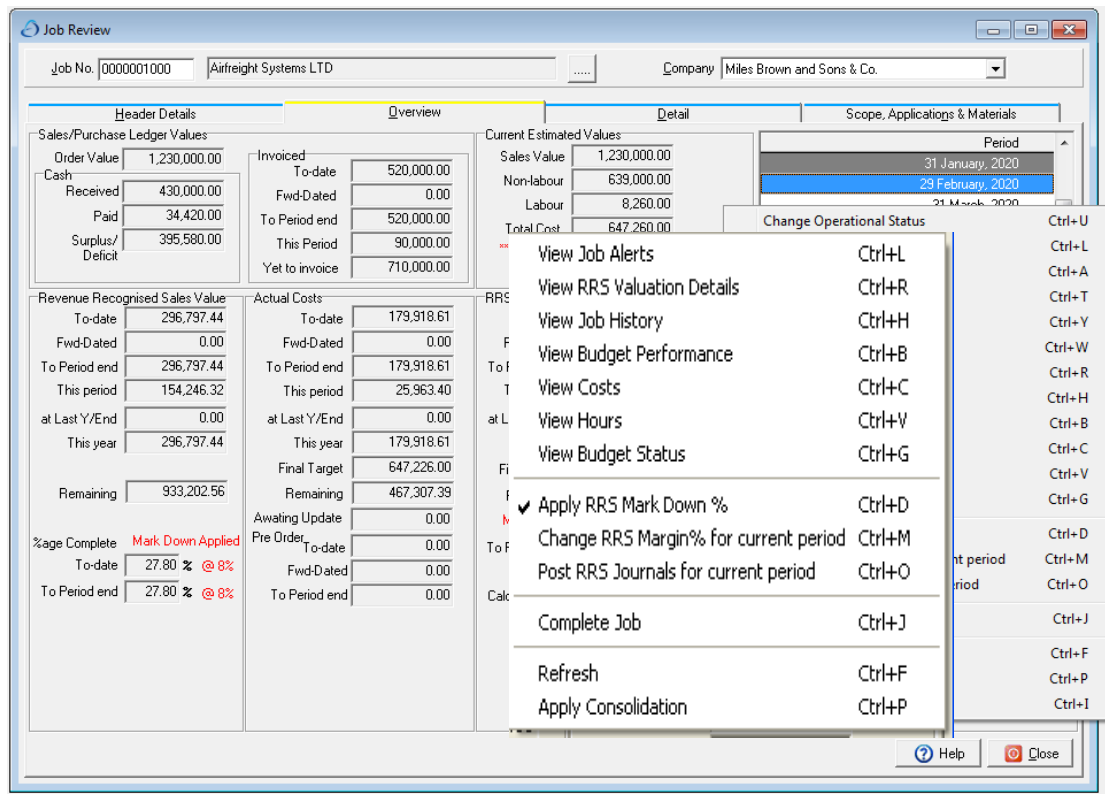 Job Review
Job No. 0000001000 Airfreight Systems LTD ..... Company Miles Brown and Sons & Co.
Header Details Overview Detail Scope, Applications & Materials
Sales/Purchase Ledger Values
Order Value 1,230,000.00
Cash
Received 430,000.00
Paid 34,420.00
Surplus/ 395,580.00
Deficit
Invoiced
To-date 520,000.00
Fwd-Dated 0.00
To Period end 520,000.00
This Period 90,000.00
Yet to invoice 710,000.00
Current Estimated Values
Sales Value 1,230,000.00
Non-labour 639,000.00
Labour 8,260.00
Total Cost 647,260.00
Period
31 January, 2020
29 February, 2020
31 March, 2020
Revenue Recognised Sales Value
To-date 296,797.44
Fwd-Dated 0.00
To Period end 296,797.44
This period 154,246.32
at Last Y/End 0.00
This year 296,797.44
Remaining 933,202.56
%age Complete Mark Down Applied
To-date 27.80 % @ 8%
To Period end 27.80 % @ 8%
Actual Costs
To-date 179,918.61
Fwd-Dated 0.00
To Period end 179,918.61
This period 25,963.40
at Last Y/End 0.00
This year 179,918.61
Final Target 647,226.00
Remaining 467,307.39
Awating Update 0.00
Pre Order
To-date 0.00
Fwd-Dated 0.00
To Period end 0.00
RRS
at L
View Job Alerts Ctrl+L
View RRS Valuation Details Ctrl+R
View Job History Ctrl+H
View Budget Performance Ctrl+B
View Costs Ctrl+C
View Hours Ctrl+V
View Budget Status Ctrl+G
✔ Apply RRS Mark Down % Ctrl+D
Change RRS Margin% for current period Ctrl+M
Post RRS Journals for current period Ctrl+O
Complete Job Ctrl+J
Refresh Ctrl+F
Apply Consolidation Ctrl+P
Change Operational Status Ctrl+U
Ctrl+L
Ctrl+A
Ctrl+T
Ctrl+Y
Ctrl+W
Ctrl+R
Ctrl+H
Ctrl+B
Ctrl+C
Ctrl+V
Ctrl+G
Ctrl+D
period Ctrl+M
Ctrl+O
Ctrl+J
Ctrl+F
Ctrl+P
Ctrl+I
Help Close